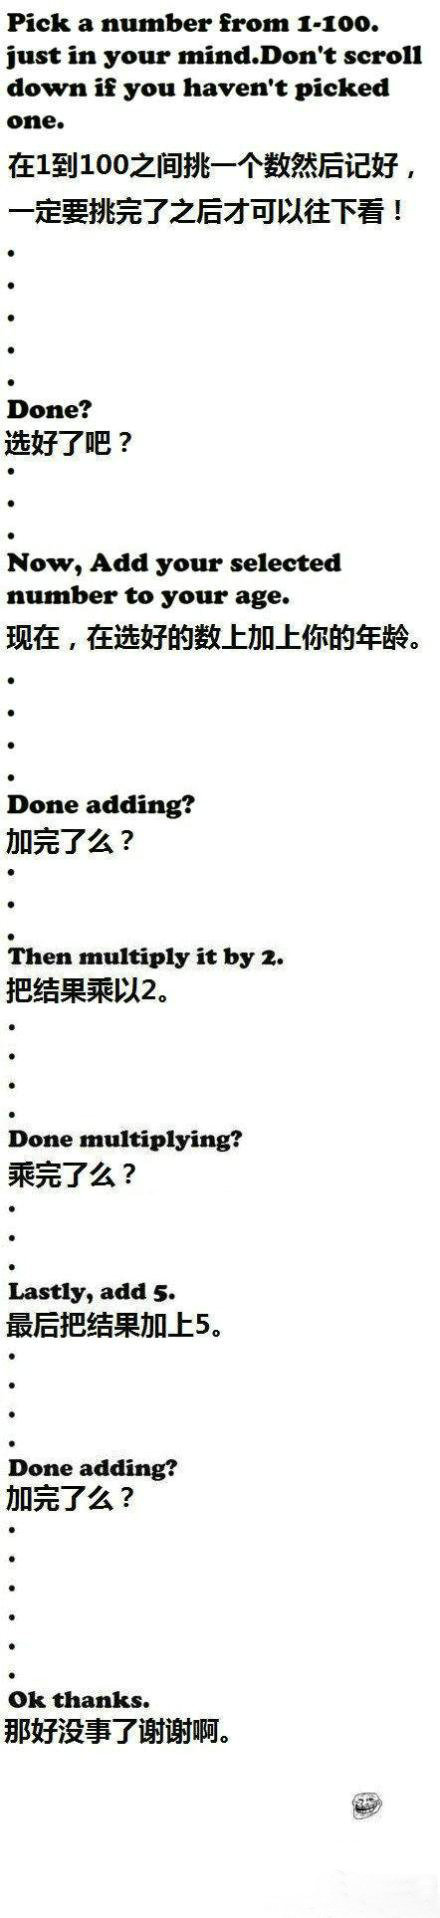 Pick a number from 1-100.
just in your mind.Don't scroll
down if you haven't picked
one.
在1到100之间挑一个数然后记好，
一定要挑完了之后才可以往下看！
•
•
•
•
•
Done?
选好了吧？
•
•
•
Now, Add your selected
number to your age.
现在，在选好的数上加上你的年龄。
•
•
•
•
Done adding?
加完了么？
•
•
•
Then multiply it by 2.
把结果乘以2。
•
•
•
•
Done multiplying?
乘完了么？
•
•
•
Lastly, add 5.
最后把结果加上5。
•
•
•
•
Done adding?
加完了么？
•
•
•
•
•
•
Ok thanks.
那好没事了谢谢啊。